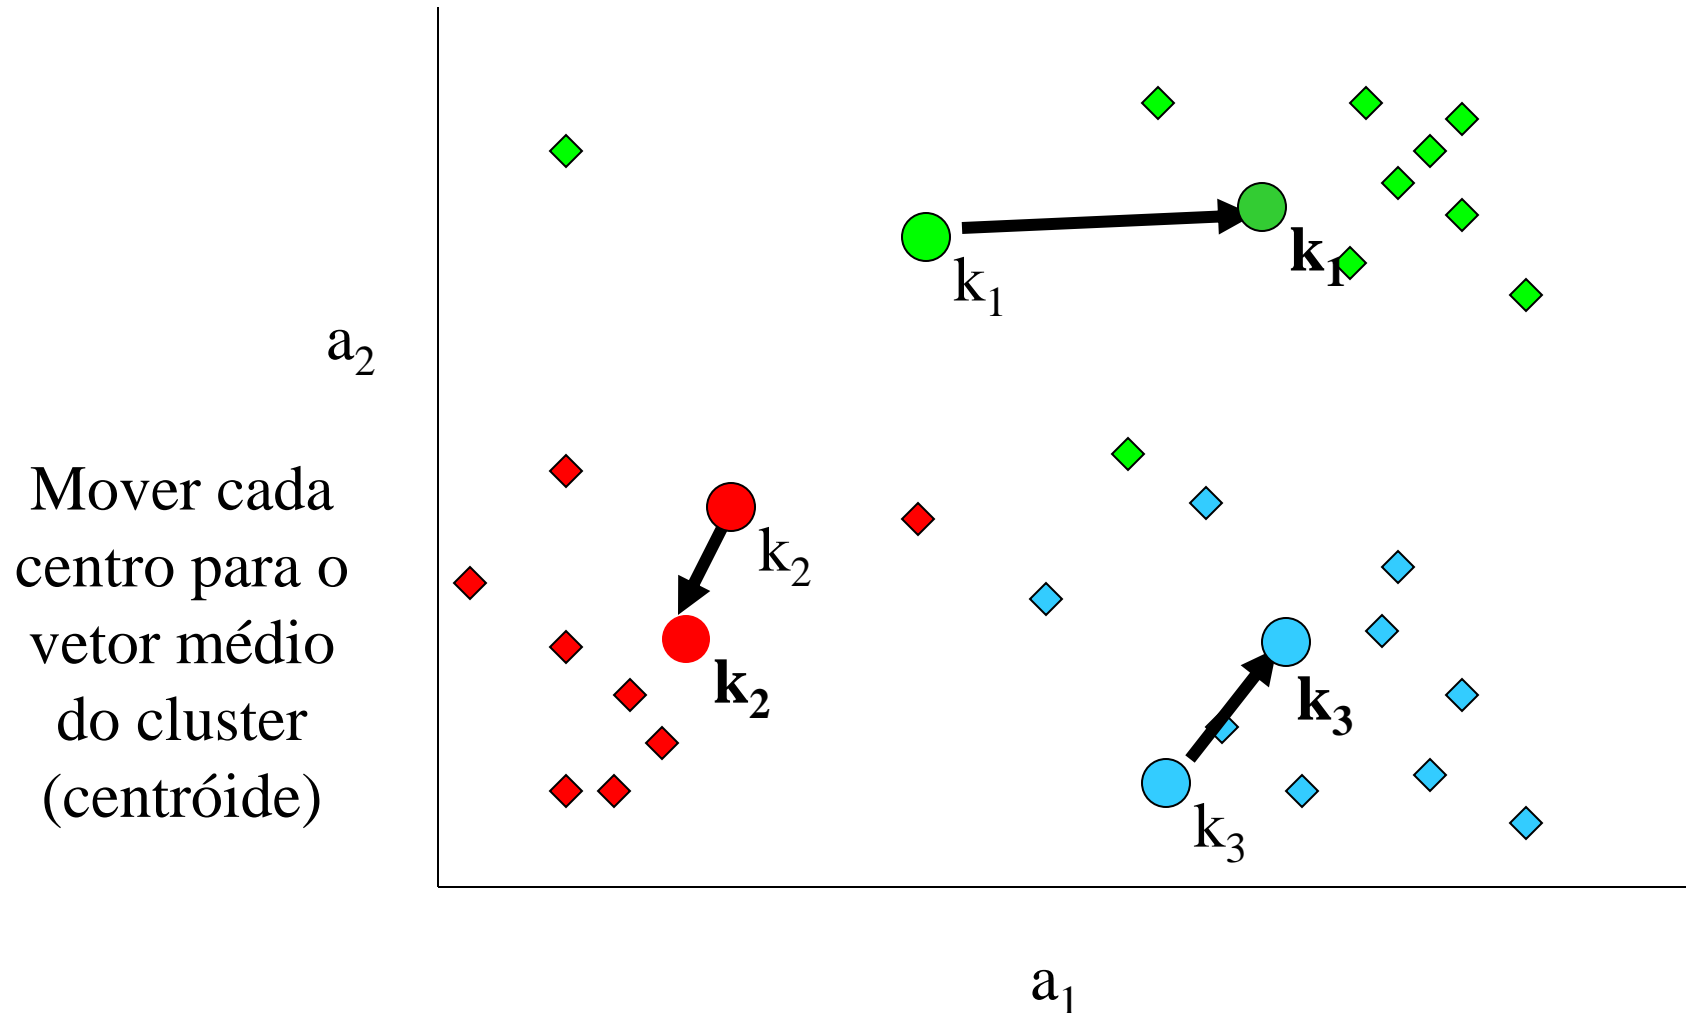 k₁
k₁
a₂
Mover cada
centro para o
vetor médio
do cluster
(centróide)
k₂
k₂
k₃
k₃
a₁